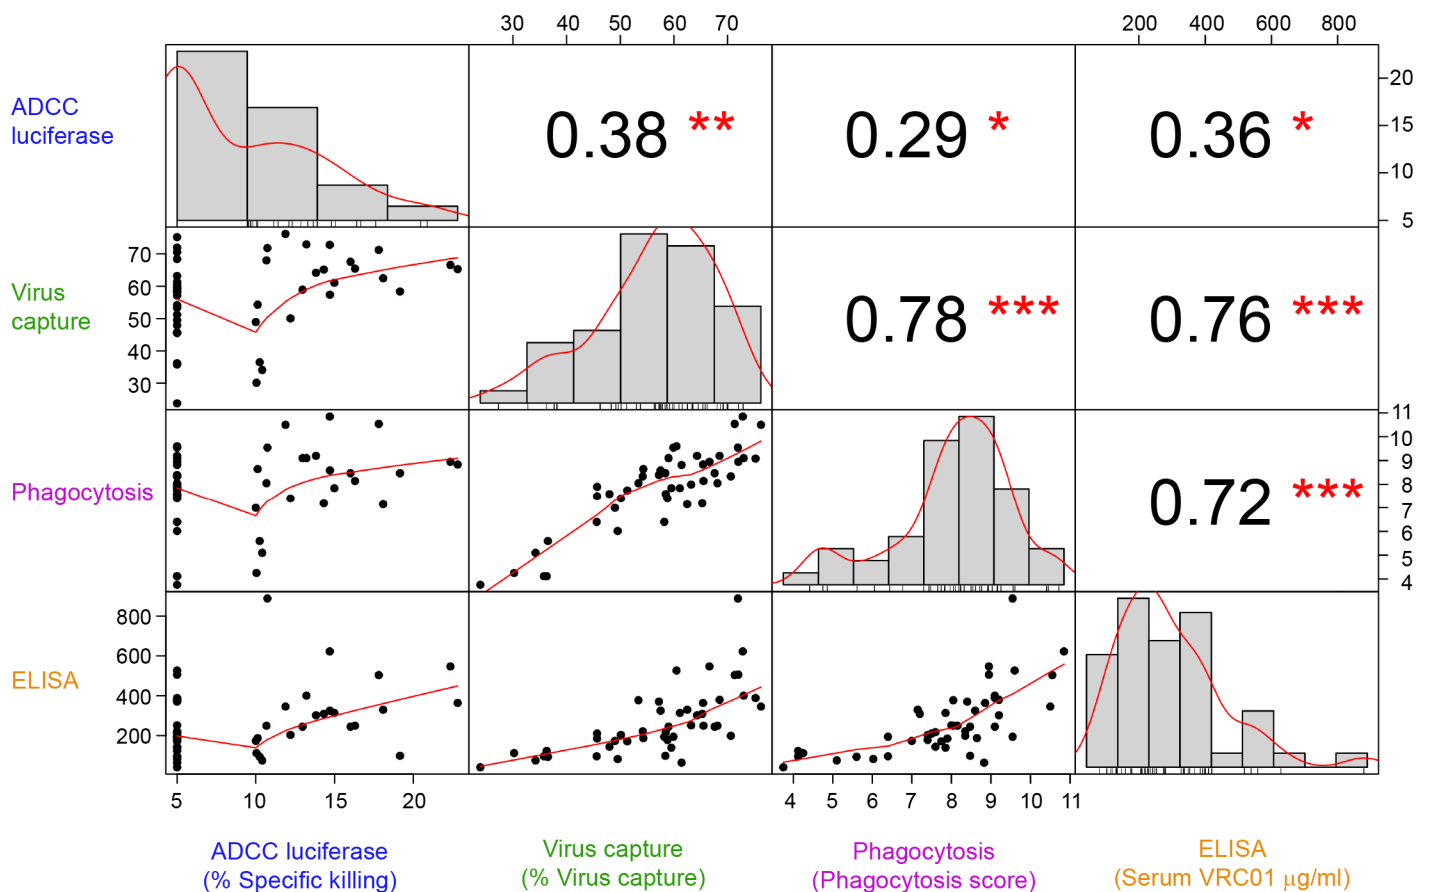 30 40 50 60 70 200 400 600 800
ADCC
luciferase
0.38 **
0.29 *
0.36 *
20
15
10
5
Virus
capture
70
60
50
40
30
0.78 ***
0.76 ***
Phagocytosis
0.72 ***
11
10
9
8
7
6
5
4
ELISA
800
600
400
200
5 10 15 20 4 5 6 7 8 9 10 11
ADCC luciferase
(% Specific killing)
Virus capture
(% Virus capture)
Phagocytosis
(Phagocytosis score)
ELISA
(Serum VRC01 μg/ml)